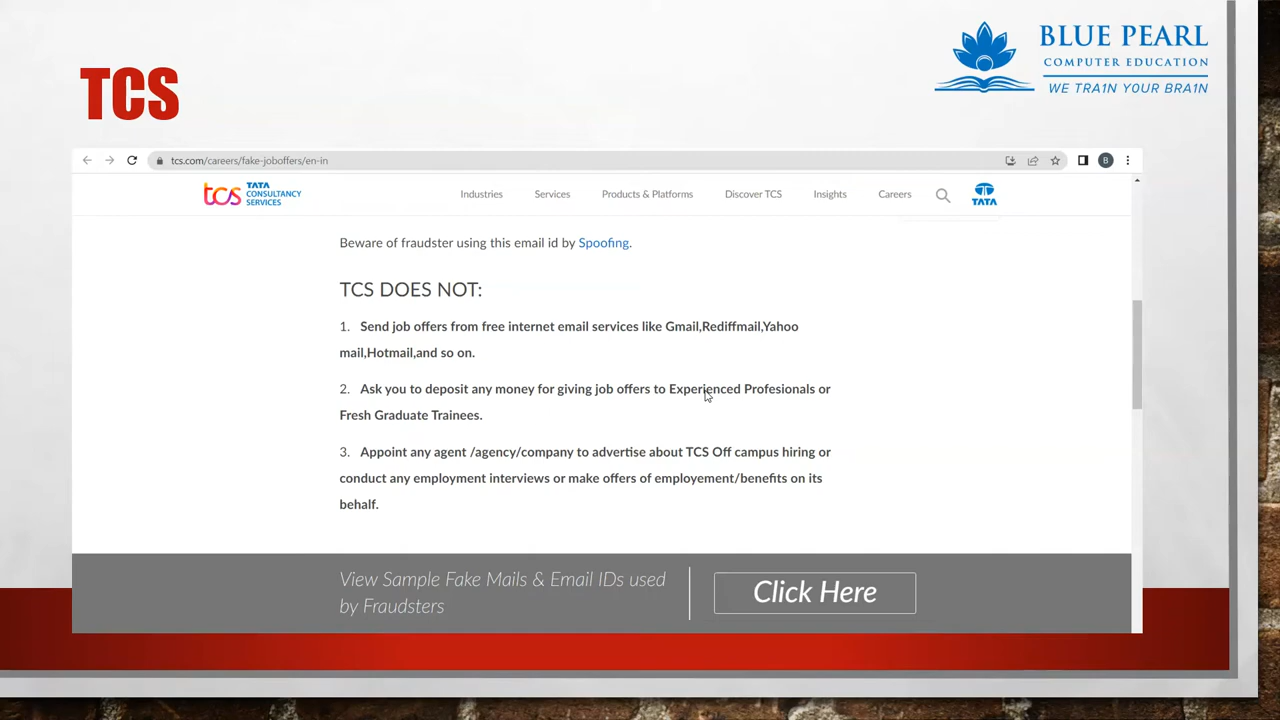 BLUE PEARL
COMPUTER EDUCATION
WE TRA1N Y0UR BRA1N
TCS
tcs.com/careers/fake-joboffers/en-in
B
tcs TATA CONSULTANCY SERVICES
Industries Services Products & Platforms Discover TCS Insights Careers
TATA
Beware of fraudster using this email id by Spoofing.
TCS DOES NOT:
1. Send job offers from free internet email services like Gmail,Rediffmail,Yahoo
mail,Hotmail,and so on.
2. Ask you to deposit any money for giving job offers to Experienced Profesionals or
Fresh Graduate Trainees.
3. Appoint any agent /agency/company to advertise about TCS Off campus hiring or
conduct any employment interviews or make offers of employement/benefits on its
behalf.
View Sample Fake Mails & Email IDs used
by Fraudsters
Click Here